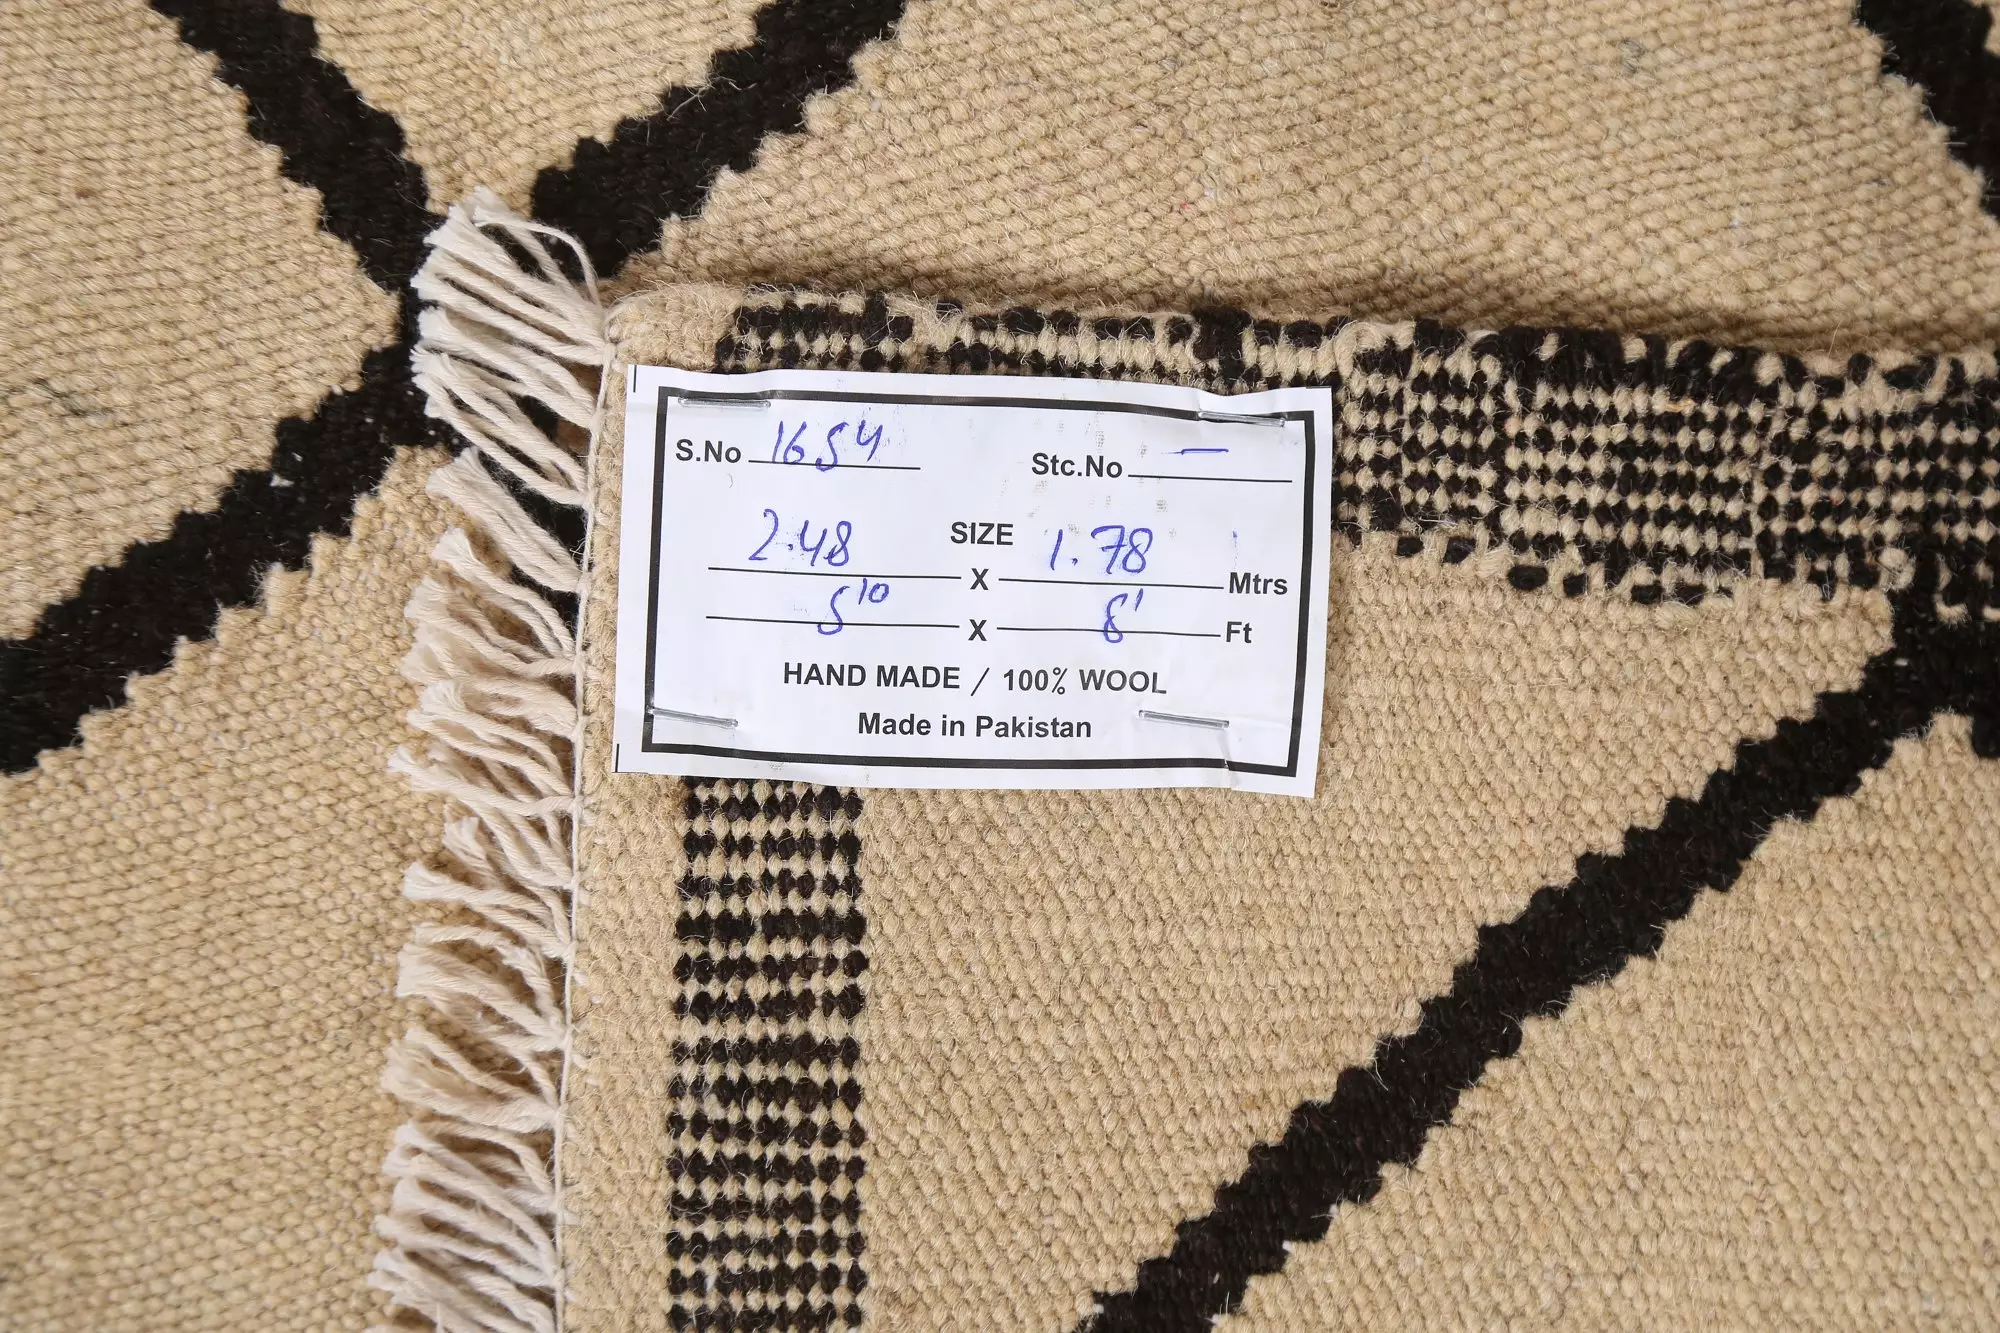 S.No 1654 Stc.No —
2.48 SIZE 1.78
X Mtrs
5'10 X 8' Ft
HAND MADE / 100% WOOL
Made in Pakistan